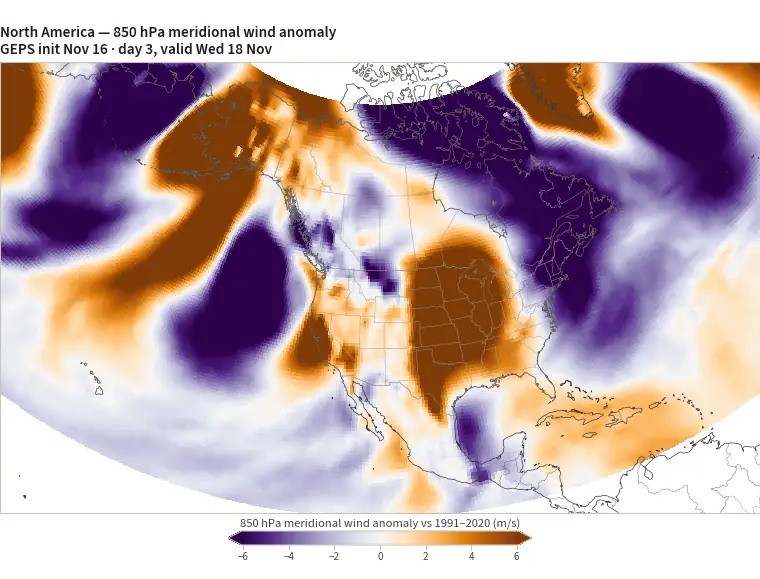 North America — 850 hPa meridional wind anomaly
GEPS init Nov 16 · day 3, valid Wed 18 Nov
850 hPa meridional wind anomaly vs 1991–2020 (m/s)
−6 −4 −2 0 2 4 6